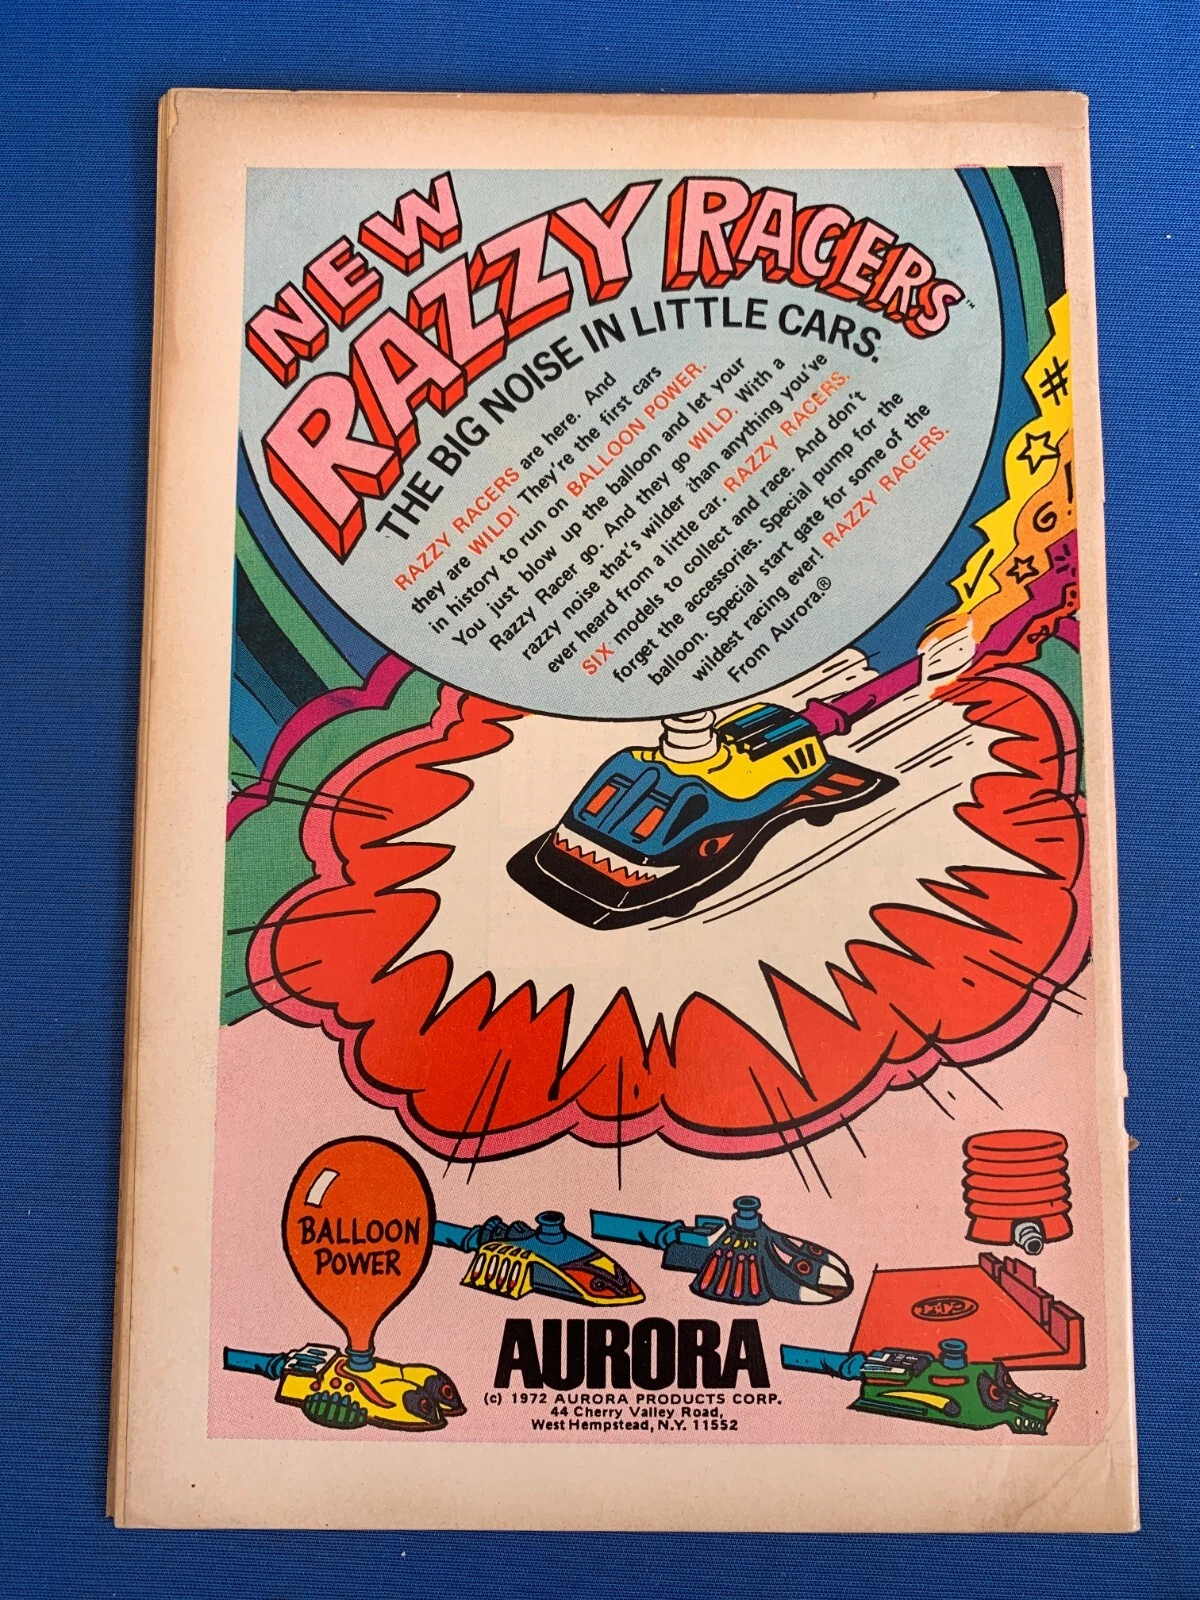 NEW
RAZZY RACERS™
THE BIG NOISE IN LITTLE CARS.
RAZZY RACERS are here. And
they are WILD! They're the first cars
in history to run on BALLOON POWER.
You just blow up the balloon and let your
Razzy Racer go. And they go WILD. With a
razzy noise that's wilder than anything you've
ever heard from a little car. RAZZY RACERS.
SIX models to collect and race. And don't
forget the accessories. Special pump for the
balloon. Special start gate for some of the
wildest racing ever! RAZZY RACERS.
From Aurora.®
#
G!
BALLOON
POWER
AURORA
(c) 1972 AURORA PRODUCTS CORP.
44 Cherry Valley Road,
West Hempstead, N.Y. 11552